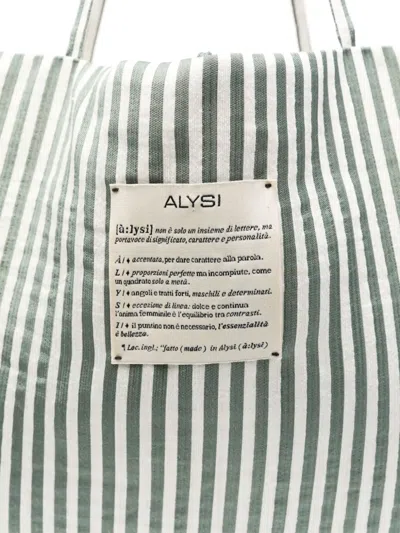 ALYSI
[à:lysi] non è solo un insieme di lettere, ma
portavoce di significato, carattere e personalità.
À/♦ accentata, per dare carattere alla parola.
L/♦ proporzioni perfette ma incompiute, come
un quadrato solo a metà.
Y/♦ angoli e tratti forti, maschili e determinati.
S/♦ eccezione di linea: dolce e continua
l'anima femminile è l'equilibrio tra contrasti.
I/♦ il puntino non è necessario, l'essenzialità
è bellezza.
¶ Loc. ingl.; "fatto (made) in Alysi (à:lysi)